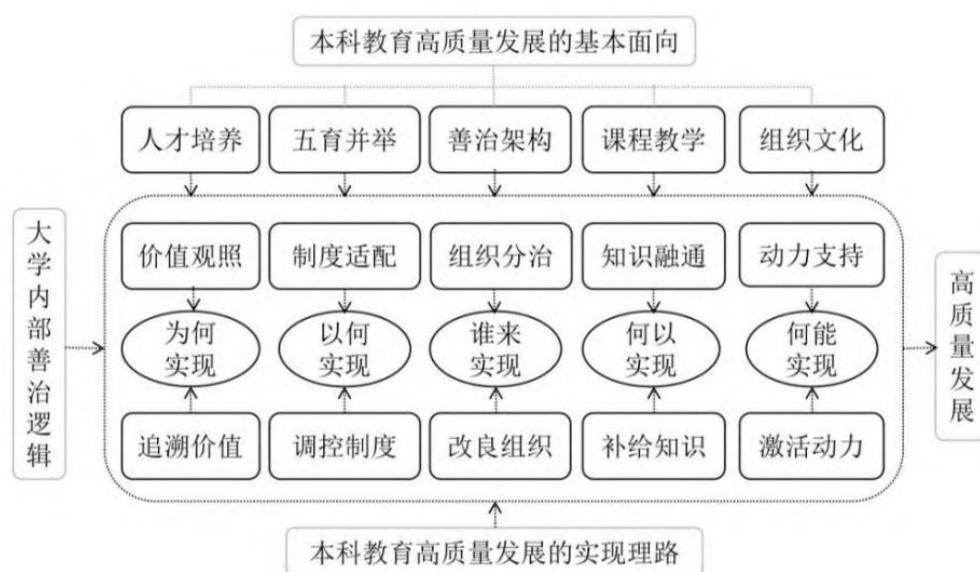 本科教育高质量发展的基本面向
人才培养
五育并举
善治架构
课程教学
组织文化
大学内部善治逻辑
价值观照
制度适配
组织分治
知识融通
动力支持
为何
实现
以何
实现
谁来
实现
何以
实现
何能
实现
追溯价值
调控制度
改良组织
补给知识
激活动力
高质量发展
本科教育高质量发展的实现理路